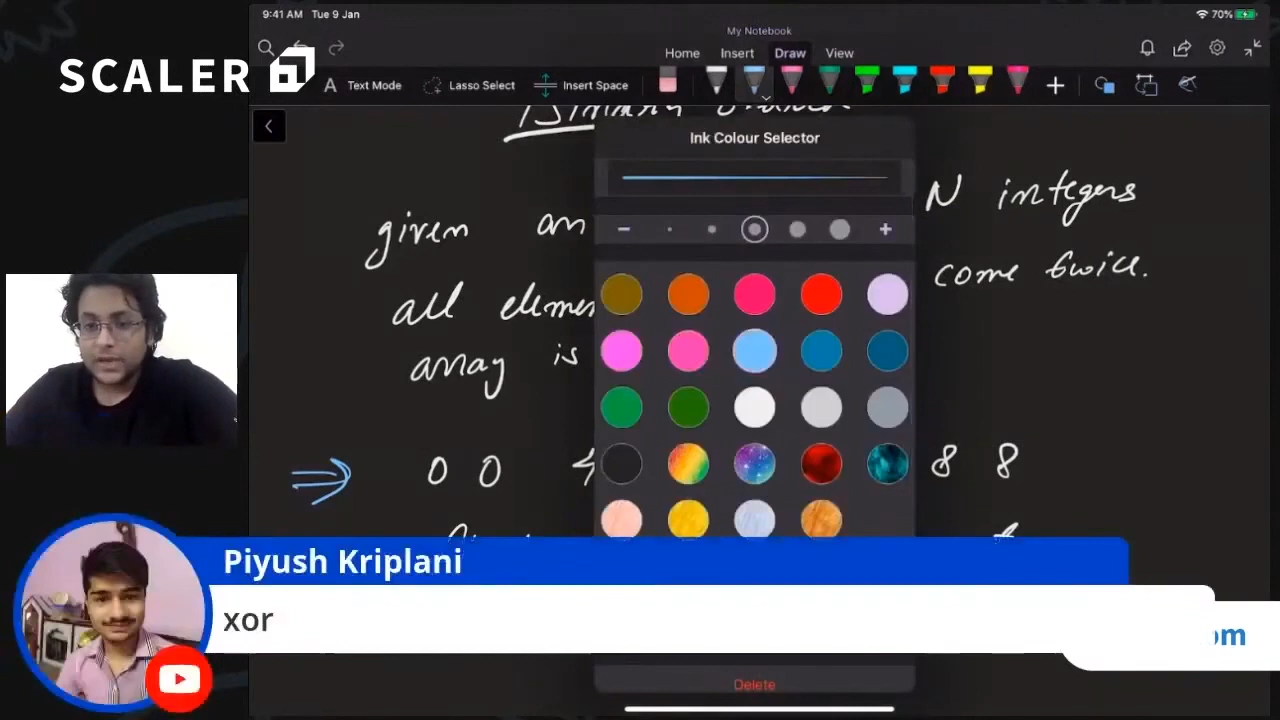 9:41 AM Tue 9 Jan
70%
My Notebook
SCALER
Home Insert Draw View
A Text Mode Lasso Select Insert Space
Ink Colour Selector
given an N integers
all elemen come twice.
array is
0 0 4 8 8
Piyush Kriplani
xor
om
Delete